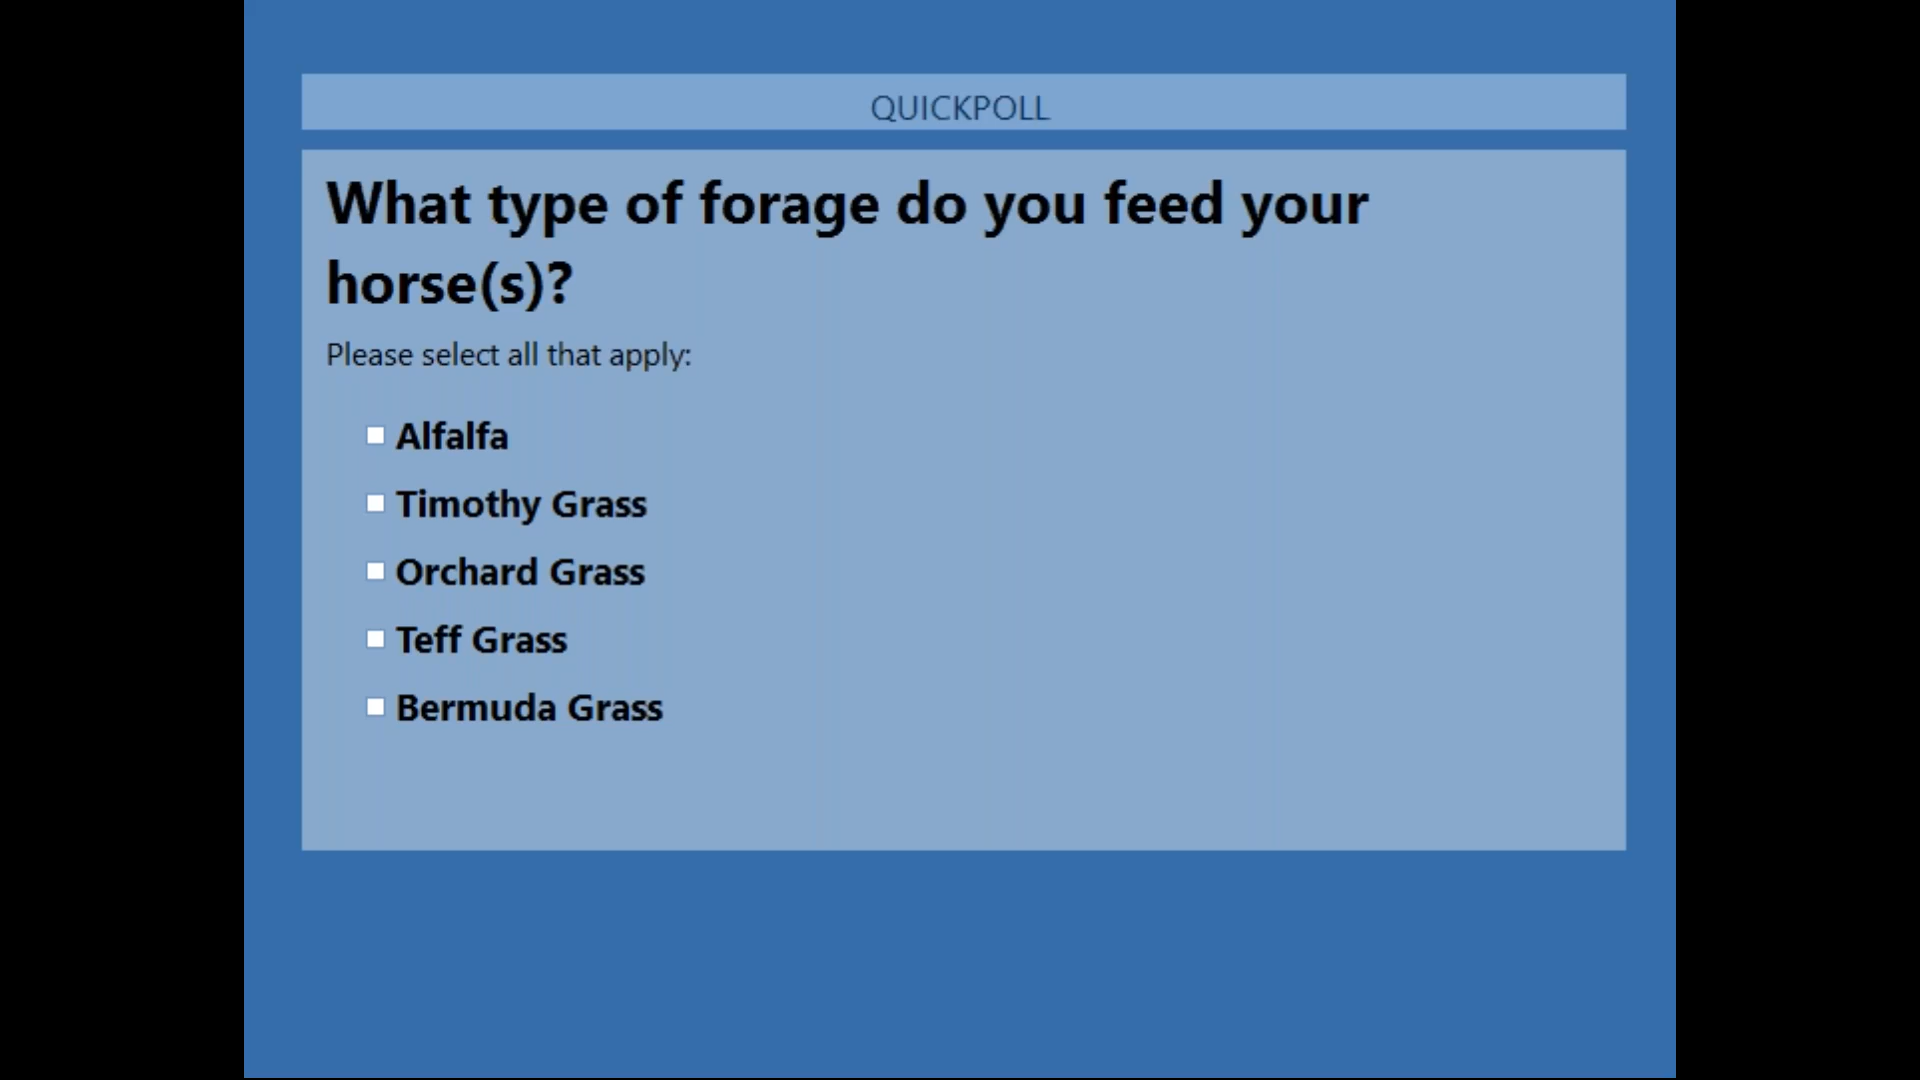 QUICKPOLL
What type of forage do you feed your
horse(s)?
Please select all that apply:
Alfalfa
Timothy Grass
Orchard Grass
Teff Grass
Bermuda Grass